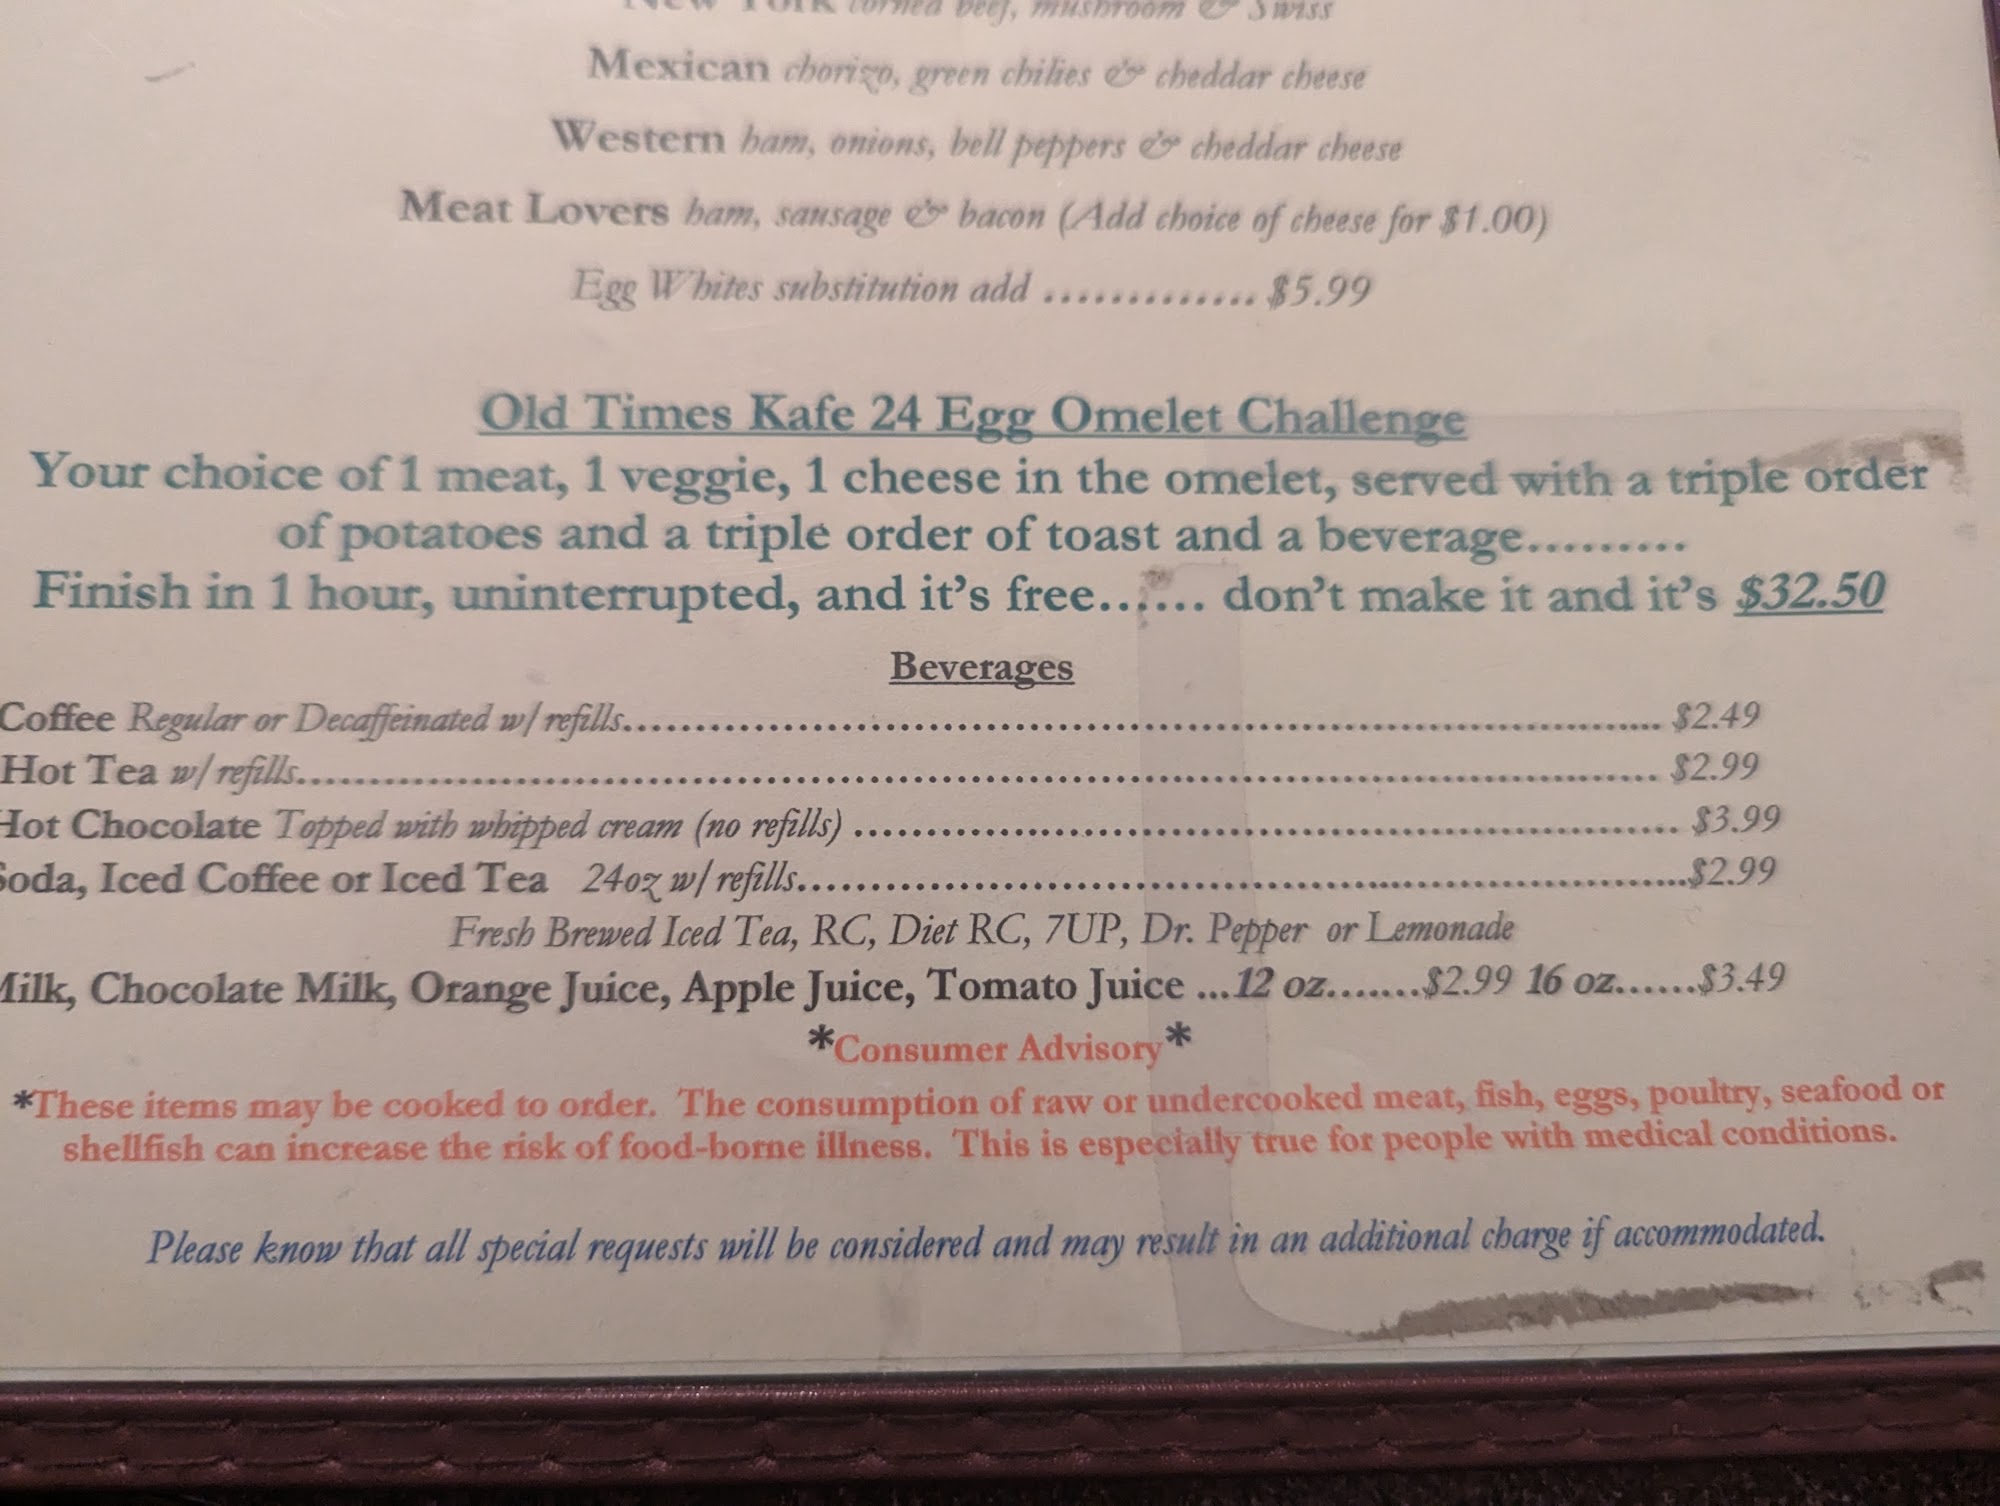 New York corned beef, mushroom & Swiss
Mexican chorizo, green chilies & cheddar cheese
Western ham, onions, bell peppers & cheddar cheese
Meat Lovers ham, sausage & bacon (Add choice of cheese for $1.00)
Egg Whites substitution add ............. $5.99
Old Times Kafe 24 Egg Omelet Challenge
Your choice of 1 meat, 1 veggie, 1 cheese in the omelet, served with a triple order
of potatoes and a triple order of toast and a beverage.........
Finish in 1 hour, uninterrupted, and it's free...... don't make it and it's $32.50
Beverages
Coffee Regular or Decaffeinated w/ refills.......... $2.49
Hot Tea w/ refills.......... $2.99
Hot Chocolate Topped with whipped cream (no refills) .......... $3.99
Soda, Iced Coffee or Iced Tea 24oz w/ refills..........$2.99
Fresh Brewed Iced Tea, RC, Diet RC, 7UP, Dr. Pepper or Lemonade
Milk, Chocolate Milk, Orange Juice, Apple Juice, Tomato Juice ...12 oz.......$2.99 16 oz......$3.49
*Consumer Advisory*
*These items may be cooked to order. The consumption of raw or undercooked meat, fish, eggs, poultry, seafood or
shellfish can increase the risk of food-borne illness. This is especially true for people with medical conditions.
Please know that all special requests will be considered and may result in an additional charge if accommodated.